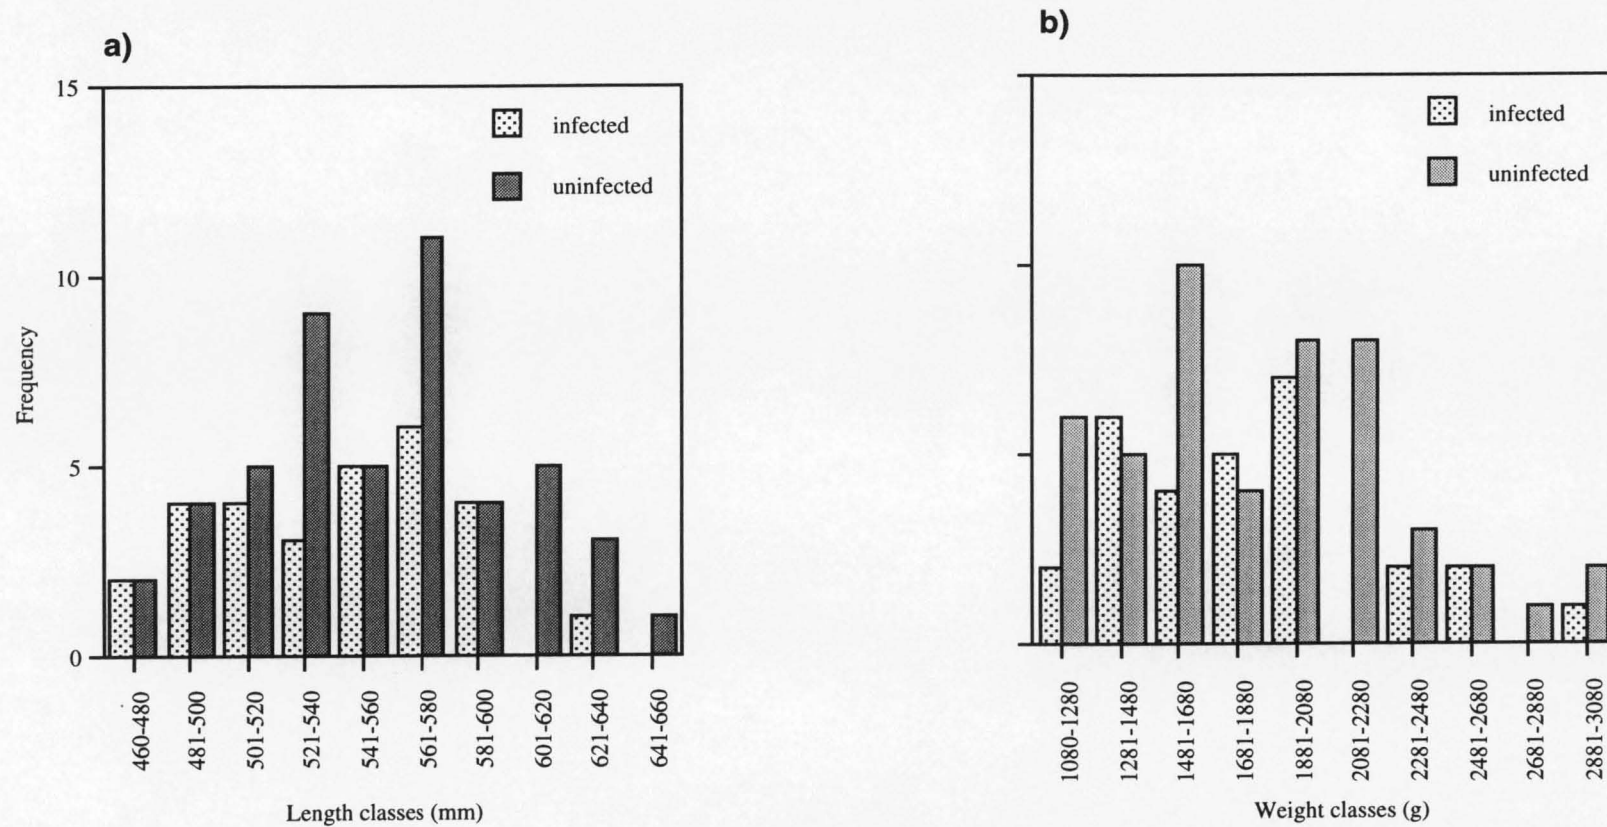 a)
15
10
5
0
Frequency
infected
uninfected
460-480
481-500
501-520
521-540
541-560
561-580
581-600
601-620
621-640
641-660
Length classes (mm)
b)
infected
uninfected
1080-1280
1281-1480
1481-1680
1681-1880
1881-2080
2081-2280
2281-2480
2481-2680
2681-2880
2881-3080
Weight classes (g)